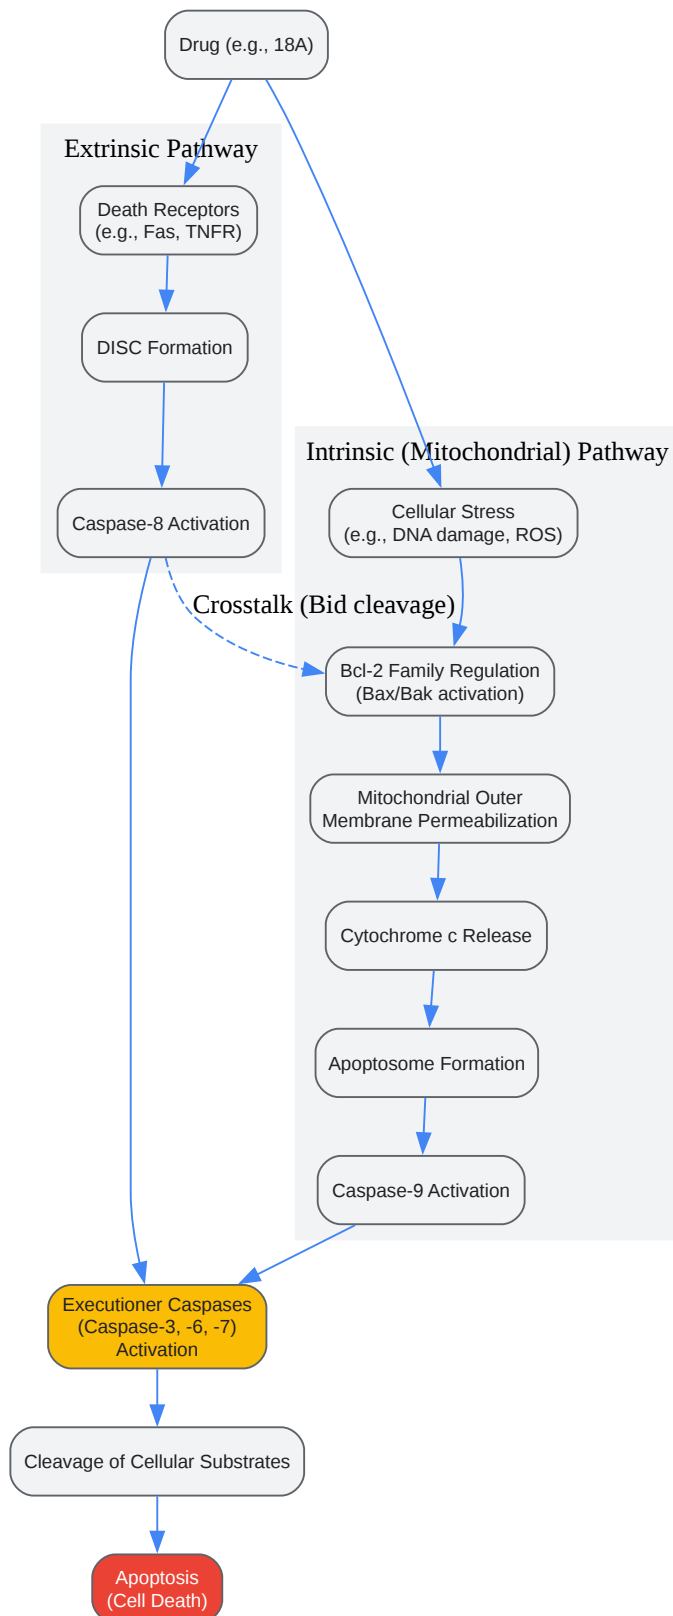 Drug (e.g., 18A)
Extrinsic Pathway
Death Receptors
(e.g., Fas, TNFR)
DISC Formation
Caspase-8 Activation
Intrinsic (Mitochondrial) Pathway
Cellular Stress
(e.g., DNA damage, ROS)
Crosstalk (Bid cleavage)
Bcl-2 Family Regulation
(Bax/Bak activation)
Mitochondrial Outer
Membrane Permeabilization
Cytochrome c Release
Apoptosome Formation
Caspase-9 Activation
Executioner Caspases
(Caspase-3, -6, -7)
Activation
Cleavage of Cellular Substrates
Apoptosis
(Cell Death)